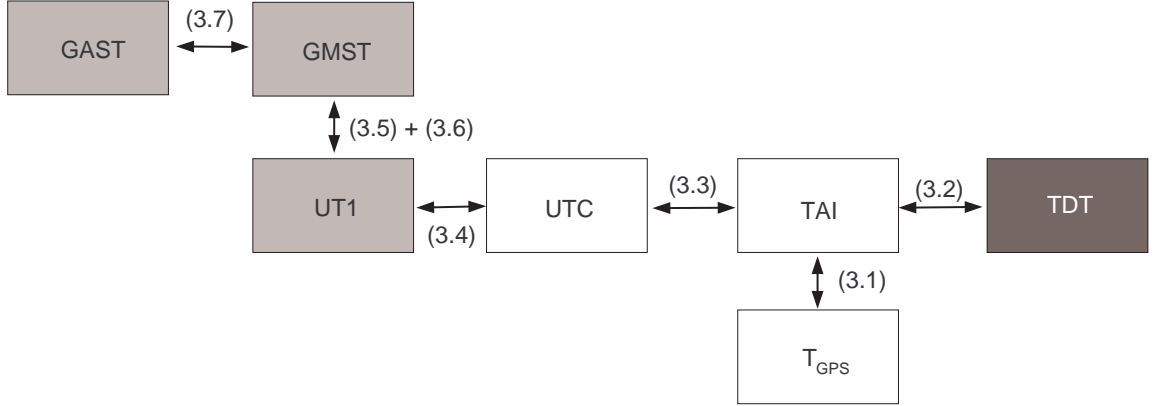 (3.7)
GAST
GMST
(3.5) + (3.6)
(3.3)
(3.2)
UT1
UTC
TAI
TDT
(3.4)
(3.1)
T_GPS